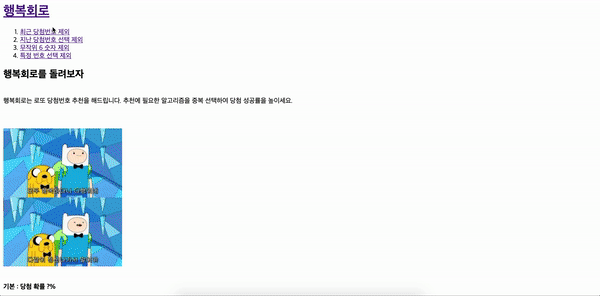 행복회로
1. 최근 당첨번호 제외
2. 지난 당첨번호 선택 제외
3. 무작위 6 숫자 제외
4. 특정 번호 선택 제외
행복회로를 돌려보자
행복회로는 로또 당첨번호 추천을 해드립니다. 추천에 필요한 알고리즘을 중복 선택하여 당첨 성공률을 높이세요.
기본 : 당첨 확률 ?%